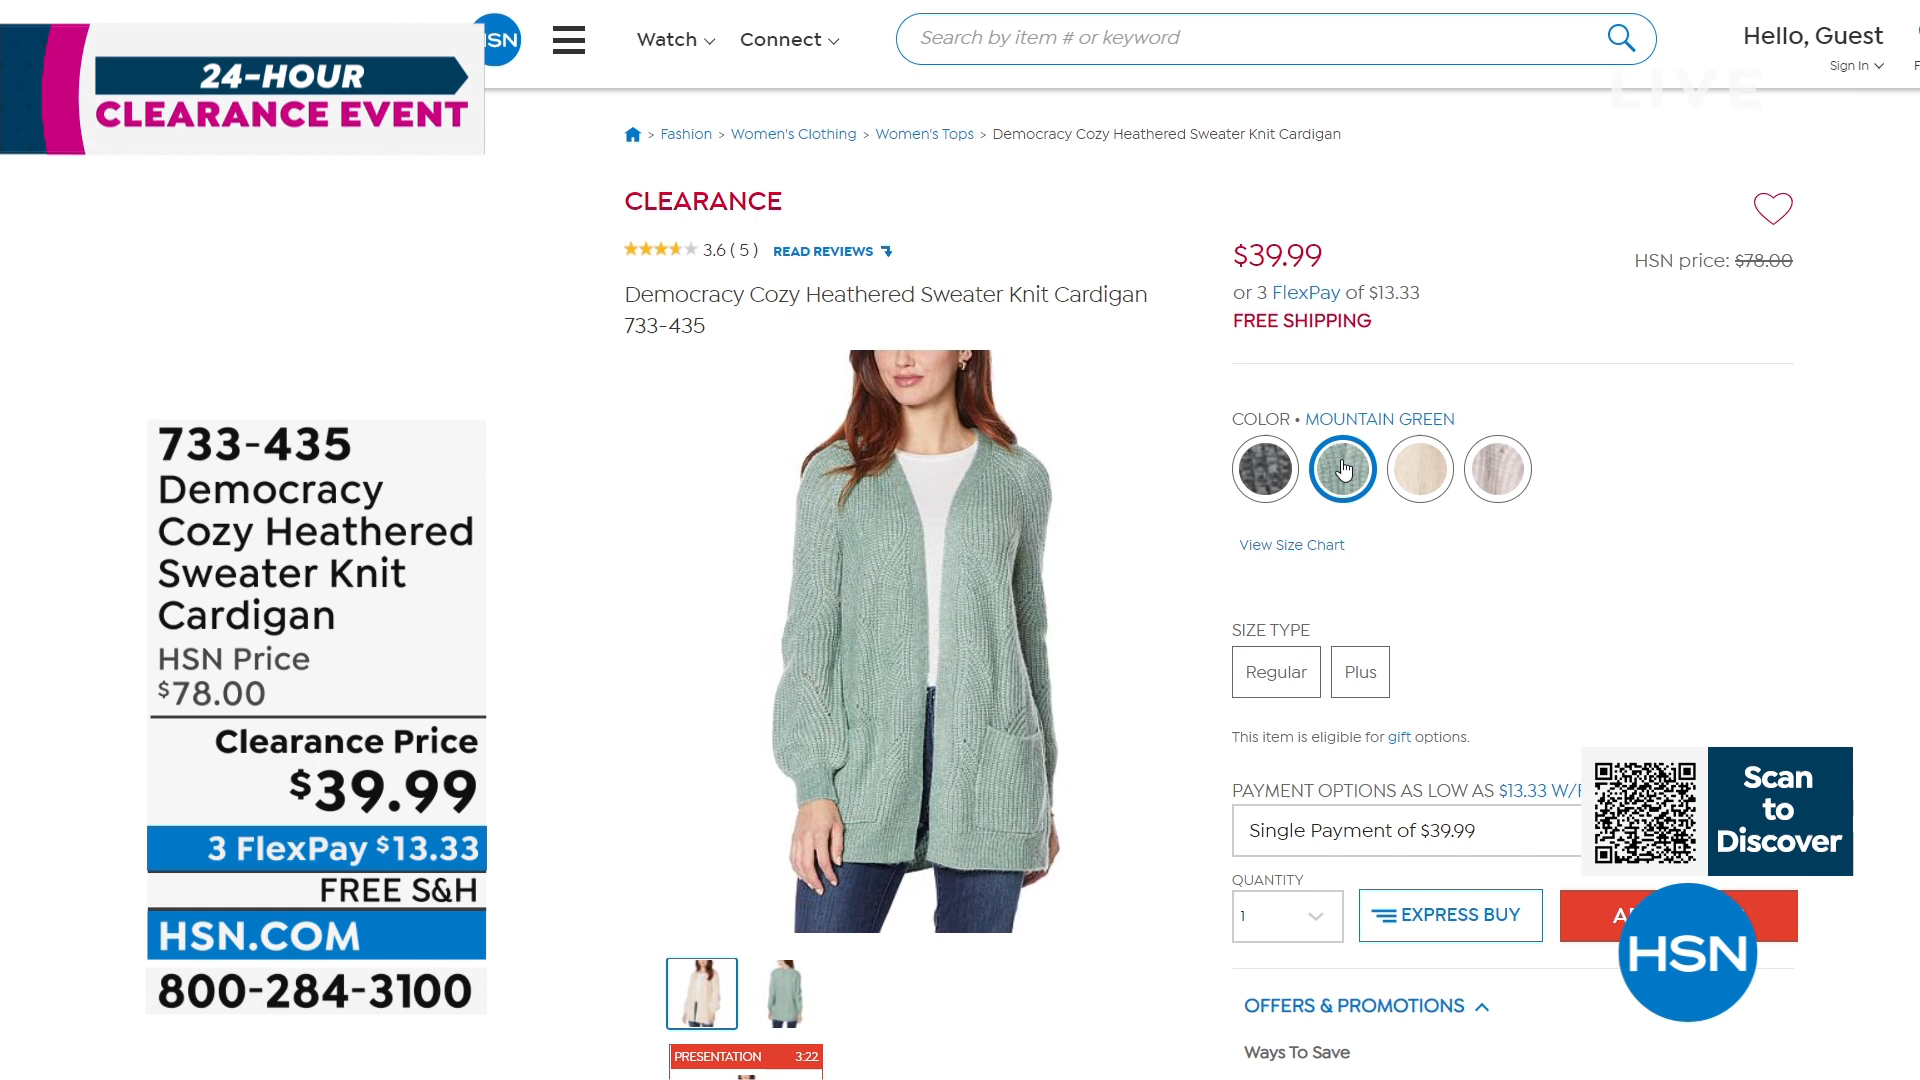 24-HOUR
CLEARANCE EVENT
HSN
Watch
Connect
Search by item # or keyword
Hello, Guest
Sign In
LIVE
> Fashion > Women's Clothing > Women's Tops > Democracy Cozy Heathered Sweater Knit Cardigan
CLEARANCE
3.6 ( 5 ) READ REVIEWS
Democracy Cozy Heathered Sweater Knit Cardigan
733-435
$39.99
HSN price: $78.00
or 3 FlexPay of $13.33
FREE SHIPPING
COLOR • MOUNTAIN GREEN
View Size Chart
SIZE TYPE
Regular
Plus
This item is eligible for gift options.
PAYMENT OPTIONS AS LOW AS $13.33 W/
Single Payment of $39.99
QUANTITY
1
EXPRESS BUY
OFFERS & PROMOTIONS
Ways To Save
PRESENTATION 3:22
733-435
Democracy
Cozy Heathered
Sweater Knit
Cardigan
HSN Price
$78.00
Clearance Price
$39.99
3 FlexPay $13.33
FREE S&H
HSN.COM
800-284-3100
Scan
to
Discover
HSN